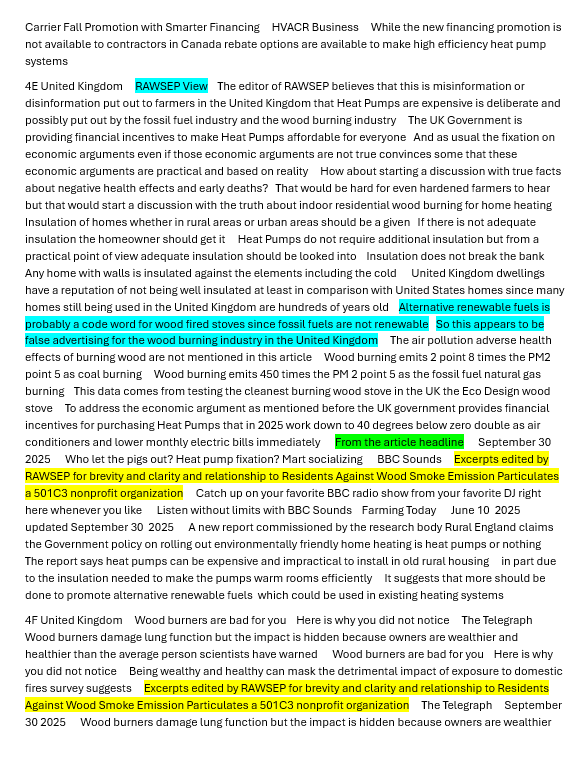 Carrier Fall Promotion with Smarter Financing    HVACR Business    While the new financing promotion is
not available to contractors in Canada rebate options are available to make high efficiency heat pump
systems
4E United Kingdom    RAWSEP View   The editor of RAWSEP believes that this is misinformation or
disinformation put out to farmers in the United Kingdom that Heat Pumps are expensive is deliberate and
possibly put out by the fossil fuel industry and the wood burning industry    The UK Government is
providing financial incentives to make Heat Pumps affordable for everyone   And as usual the fixation on
economic arguments even if those economic arguments are not true convinces some that these
economic arguments are practical and based on reality    How about starting a discussion with true facts
about negative health effects and early deaths?  That would be hard for even hardened farmers to hear
but that would start a discussion with the truth about indoor residential wood burning for home heating
Insulation of homes whether in rural areas or urban areas should be a given  If there is not adequate
insulation the homeowner should get it    Heat Pumps do not require additional insulation but from a
practical point of view adequate insulation should be looked into   Insulation does not break the bank
Any home with walls is insulated against the elements including the cold     United Kingdom dwellings
have a reputation of not being well insulated at least in comparison with United States homes since many
homes still being used in the United Kingdom are hundreds of years old   Alternative renewable fuels is
probably a code word for wood fired stoves since fossil fuels are not renewable   So this appears to be
false advertising for the wood burning industry in the United Kingdom    The air pollution adverse health
effects of burning wood are not mentioned in this article    Wood burning emits 2 point 8 times the PM2
point 5 as coal burning    Wood burning emits 450 times the PM 2 point 5 as the fossil fuel natural gas
burning   This data comes from testing the cleanest burning wood stove in the UK the Eco Design wood
stove    To address the economic argument as mentioned before the UK government provides financial
incentives for purchasing Heat Pumps that in 2025 work down to 40 degrees below zero double as air
conditioners and lower monthly electric bills immediately     From the article headline     September 30
2025    Who let the pigs out? Heat pump fixation? Mart socializing    BBC Sounds    Excerpts edited by
RAWSEP for brevity and clarity and relationship to Residents Against Wood Smoke Emission Particulates
a 501C3 nonprofit organization    Catch up on your favorite BBC radio show from your favorite DJ right
here whenever you like     Listen without limits with BBC Sounds   Farming Today     June 10  2025
updated September 30  2025     A new report commissioned by the research body Rural England claims
the Government policy on rolling out environmentally friendly home heating is heat pumps or nothing
The report says heat pumps can be expensive and impractical to install in old rural housing    in part due
to the insulation needed to make the pumps warm rooms efficiently    It suggests that more should be
done to promote alternative renewable fuels  which could be used in existing heating systems
4F United Kingdom    Wood burners are bad for you   Here is why you did not notice    The Telegraph
Wood burners damage lung function but the impact is hidden because owners are wealthier and
healthier than the average person scientists have warned     Wood burners are bad for you   Here is why
you did not notice    Being wealthy and healthy can mask the detrimental impact of exposure to domestic
fires survey suggests    Excerpts edited by RAWSEP for brevity and clarity and relationship to Residents
Against Wood Smoke Emission Particulates a 501C3 nonprofit organization    The Telegraph    September
30 2025     Wood burners damage lung function but the impact is hidden because owners are wealthier